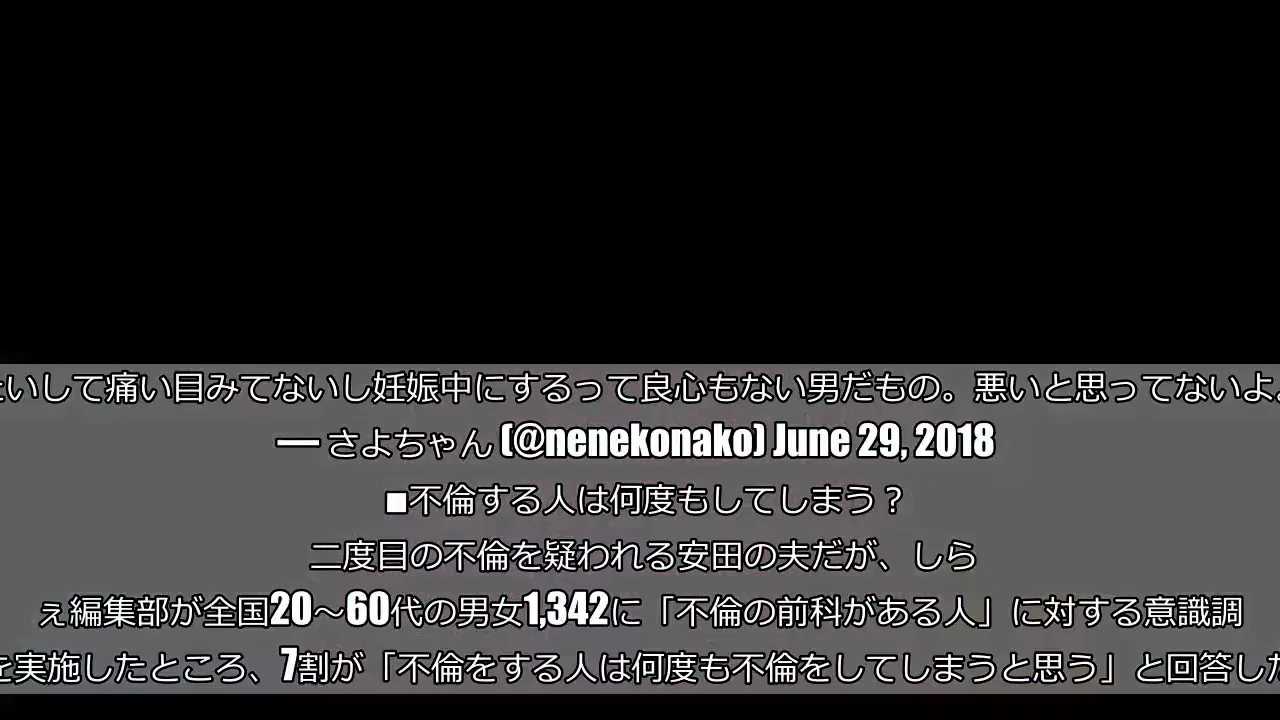 いして痛い目みてないし妊娠中にするって良心もない男だもの。悪いと思ってないよ
— さよちゃん (@nenekonako) June 29, 2018
■不倫する人は何度もしてしまう？
二度目の不倫を疑われる安田の夫だが、しら
ぇ編集部が全国20～60代の男女1,342に「不倫の前科がある人」に対する意識調
を実施したところ、7割が「不倫をする人は何度も不倫をしてしまうと思う」と回答した